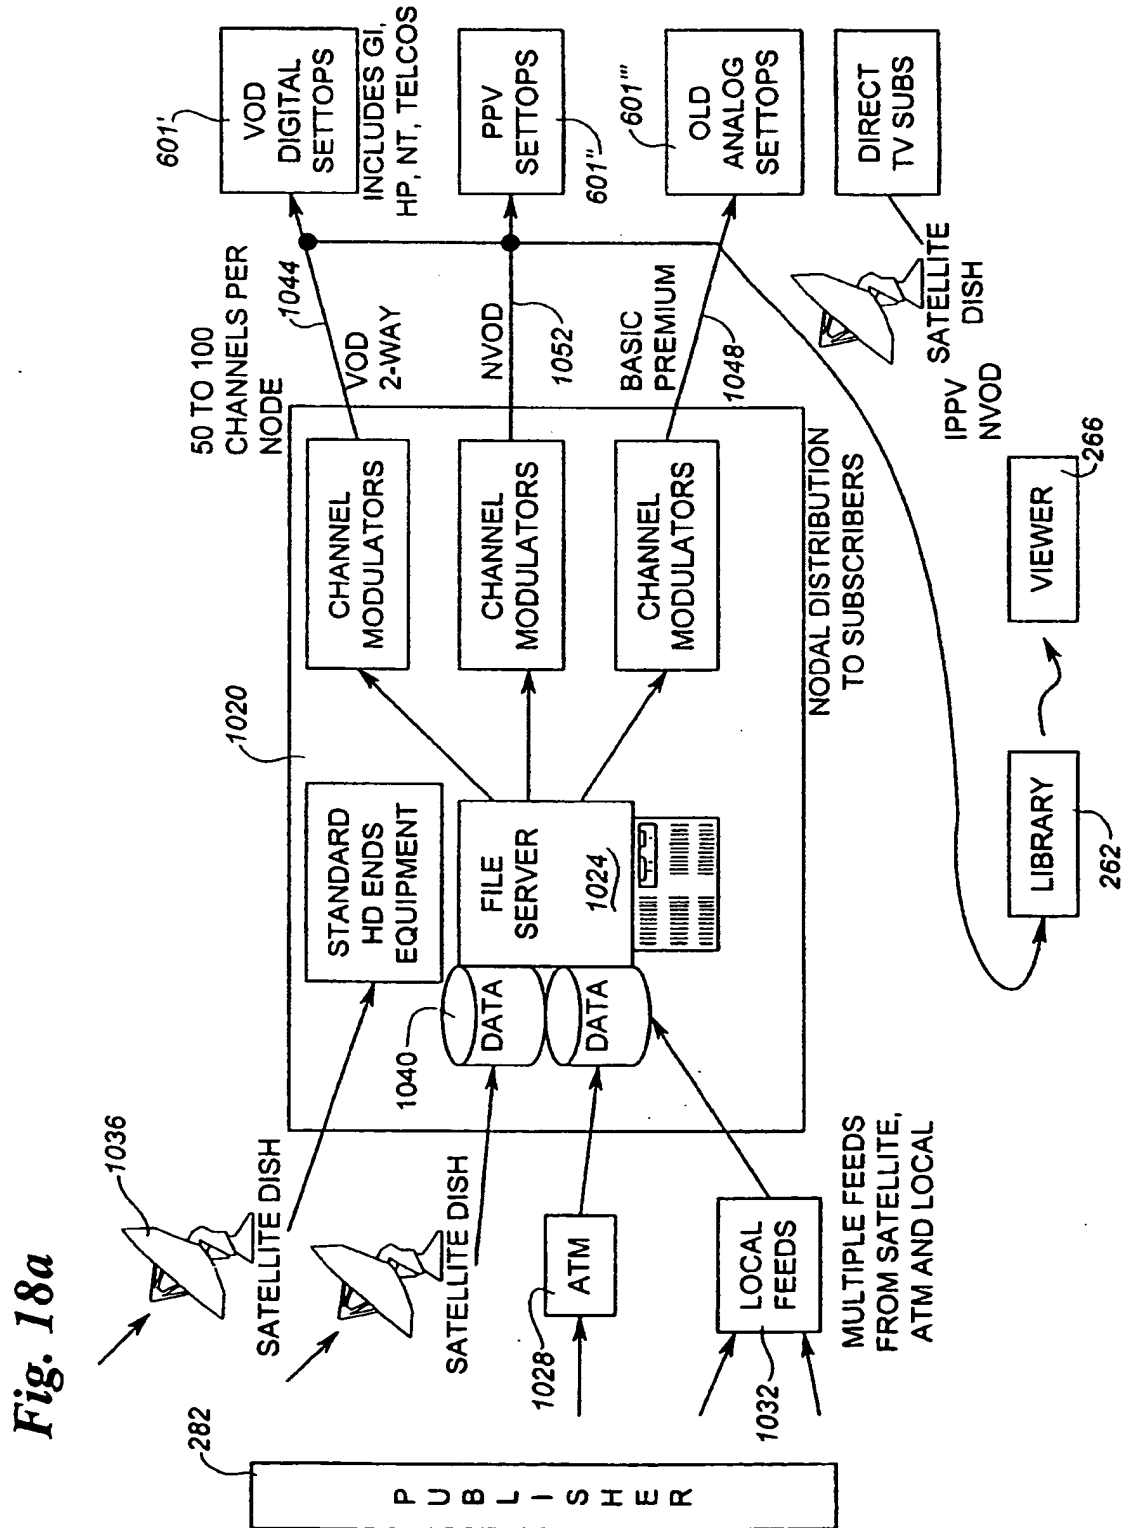 Fig. 18a
282
PUBLISHER
1036
SATELLITE DISH
SATELLITE DISH
1028
ATM
1032
LOCAL
FEEDS
MULTIPLE FEEDS
FROM SATELLITE,
ATM AND LOCAL
1020
STANDARD
HD ENDS
EQUIPMENT
1040
DATA
DATA
FILE
SERVER
1024
CHANNEL
MODULATORS
CHANNEL
MODULATORS
CHANNEL
MODULATORS
NODAL DISTRIBUTION
TO SUBSCRIBERS
50 TO 100
CHANNELS PER
NODE
1044
VOD
2-WAY
NVOD
1052
BASIC
PREMIUM
1048
601'
VOD
DIGITAL
SETTOPS
INCLUDES GI,
HP, NT, TELCOS
PPV
SETTOPS
601''
601'''
OLD
ANALOG
SETTOPS
DIRECT
TV SUBS
SATELLITE
DISH
IPPV
NVOD
LIBRARY
262
VIEWER
266